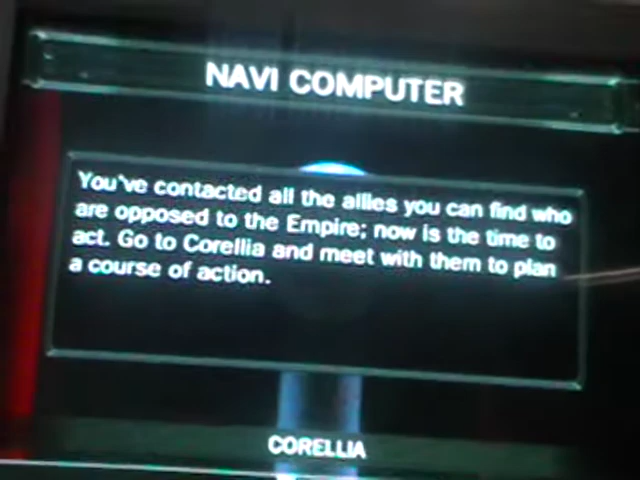 NAVI COMPUTER
You've contacted all the allies you can find who
are opposed to the Empire; now is the time to
act. Go to Corellia and meet with them to plan
a course of action.
CORELLIA